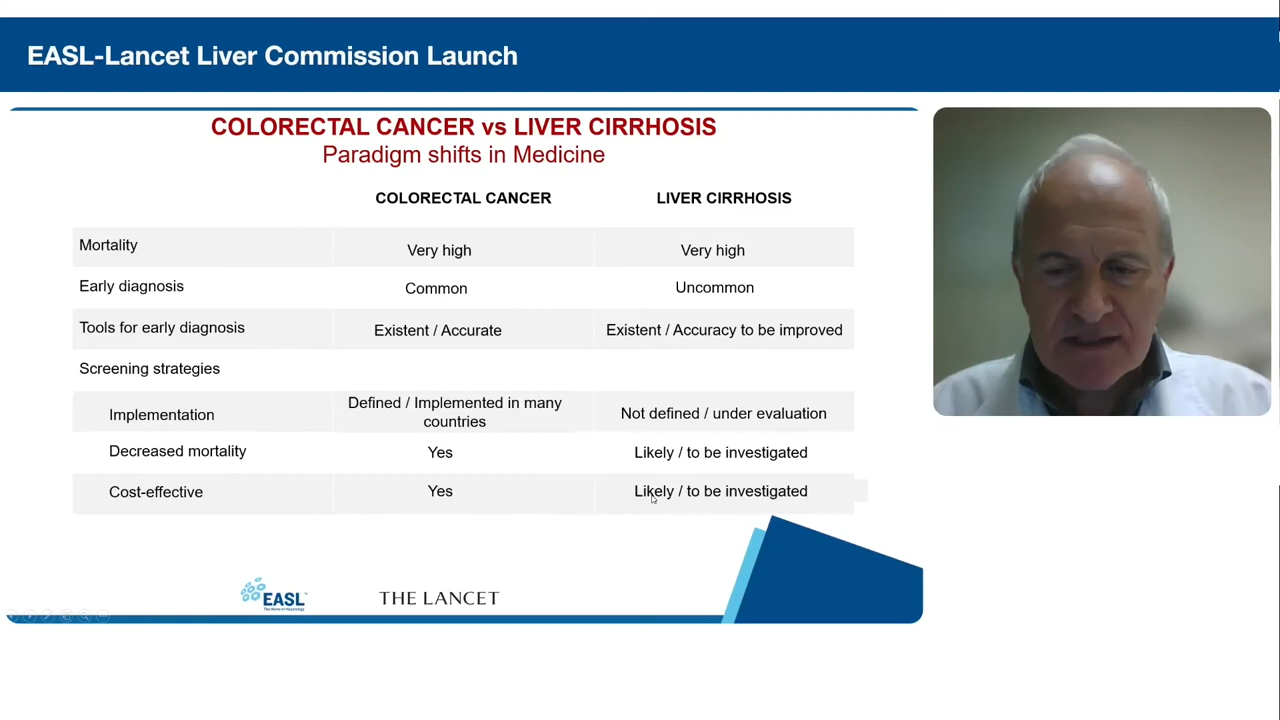 EASL-Lancet Liver Commission Launch
COLORECTAL CANCER vs LIVER CIRRHOSIS
Paradigm shifts in Medicine
COLORECTAL CANCER LIVER CIRRHOSIS
Mortality Very high Very high
Early diagnosis Common Uncommon
Tools for early diagnosis Existent / Accurate Existent / Accuracy to be improved
Screening strategies
Implementation Defined / Implemented in many countries Not defined / under evaluation
Decreased mortality Yes Likely / to be investigated
Cost-effective Yes Likely / to be investigated
EASL THE LANCET